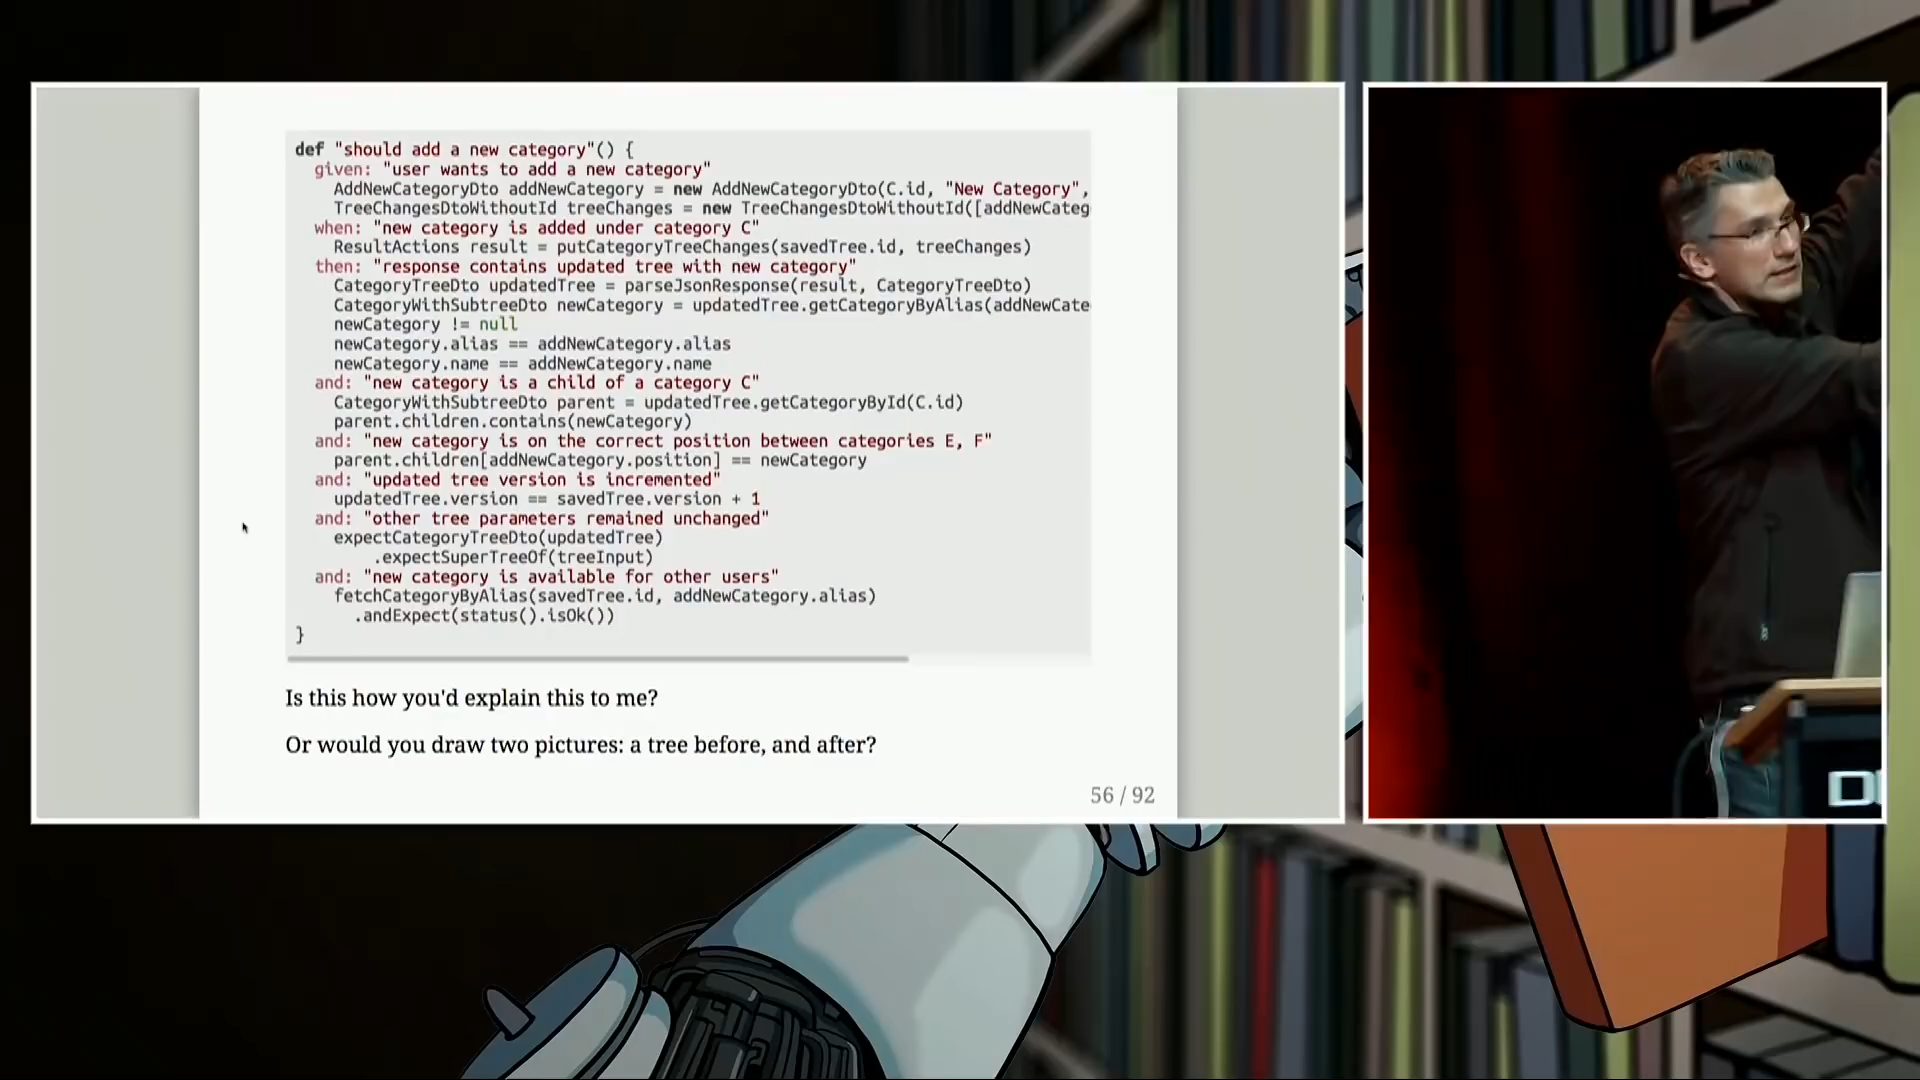 def "should add a new category"() {
given: "user wants to add a new category"
AddNewCategoryDto addNewCategory = new AddNewCategoryDto(C.id, "New Category",
TreeChangesDtoWithoutId treeChanges = new TreeChangesDtoWithoutId([addNewCateg
when: "new category is added under category C"
ResultActions result = putCategoryTreeChanges(savedTree.id, treeChanges)
then: "response contains updated tree with new category"
CategoryTreeDto updatedTree = parseJsonResponse(result, CategoryTreeDto)
CategoryWithSubtreeDto newCategory = updatedTree.getCategoryByAlias(addNewCate
newCategory != null
newCategory.alias == addNewCategory.alias
newCategory.name == addNewCategory.name
and: "new category is a child of a category C"
CategoryWithSubtreeDto parent = updatedTree.getCategoryById(C.id)
parent.children.contains(newCategory)
and: "new category is on the correct position between categories E, F"
parent.children[addNewCategory.position] == newCategory
and: "updated tree version is incremented"
updatedTree.version == savedTree.version + 1
and: "other tree parameters remained unchanged"
expectCategoryTreeDto(updatedTree)
.expectSuperTreeOf(treeInput)
and: "new category is available for other users"
fetchCategoryByAlias(savedTree.id, addNewCategory.alias)
.andExpect(status().isOk())
}
Is this how you'd explain this to me?
Or would you draw two pictures: a tree before, and after?
56 / 92